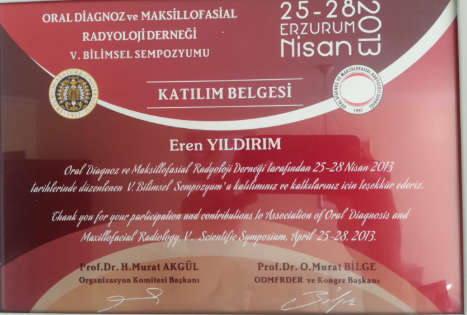 ORAL DİAGNOZ ve MAKSİLLOFASİAL
RADYOLOJİ DERNEĞİ
V. BİLİMSEL SEMPOZYUMU
25-28
ERZURUM
Nisan
2013
KATILIM BELGESİ
Eren YILDIRIM
Oral Diagnoz ve Maksillofasial Radyoloji Derneği tarafından 25-28 Nisan 2013
tarihlerinde düzenlenen V. Bilimsel Sempozyum'a katılımınız ve katkılarınız için teşekkür ederiz.
Thank you for your participation and contributions to Association of Oral Diagnosis and
Maxillofacial Radiology, V. Scientific Symposium, April 25-28, 2013.
Prof.Dr. H.Murat AKGÜL
Organizasyon Komitesi Başkanı
Prof.Dr. O.Murat BİLGE
ODMFRDER ve Kongre Başkanı